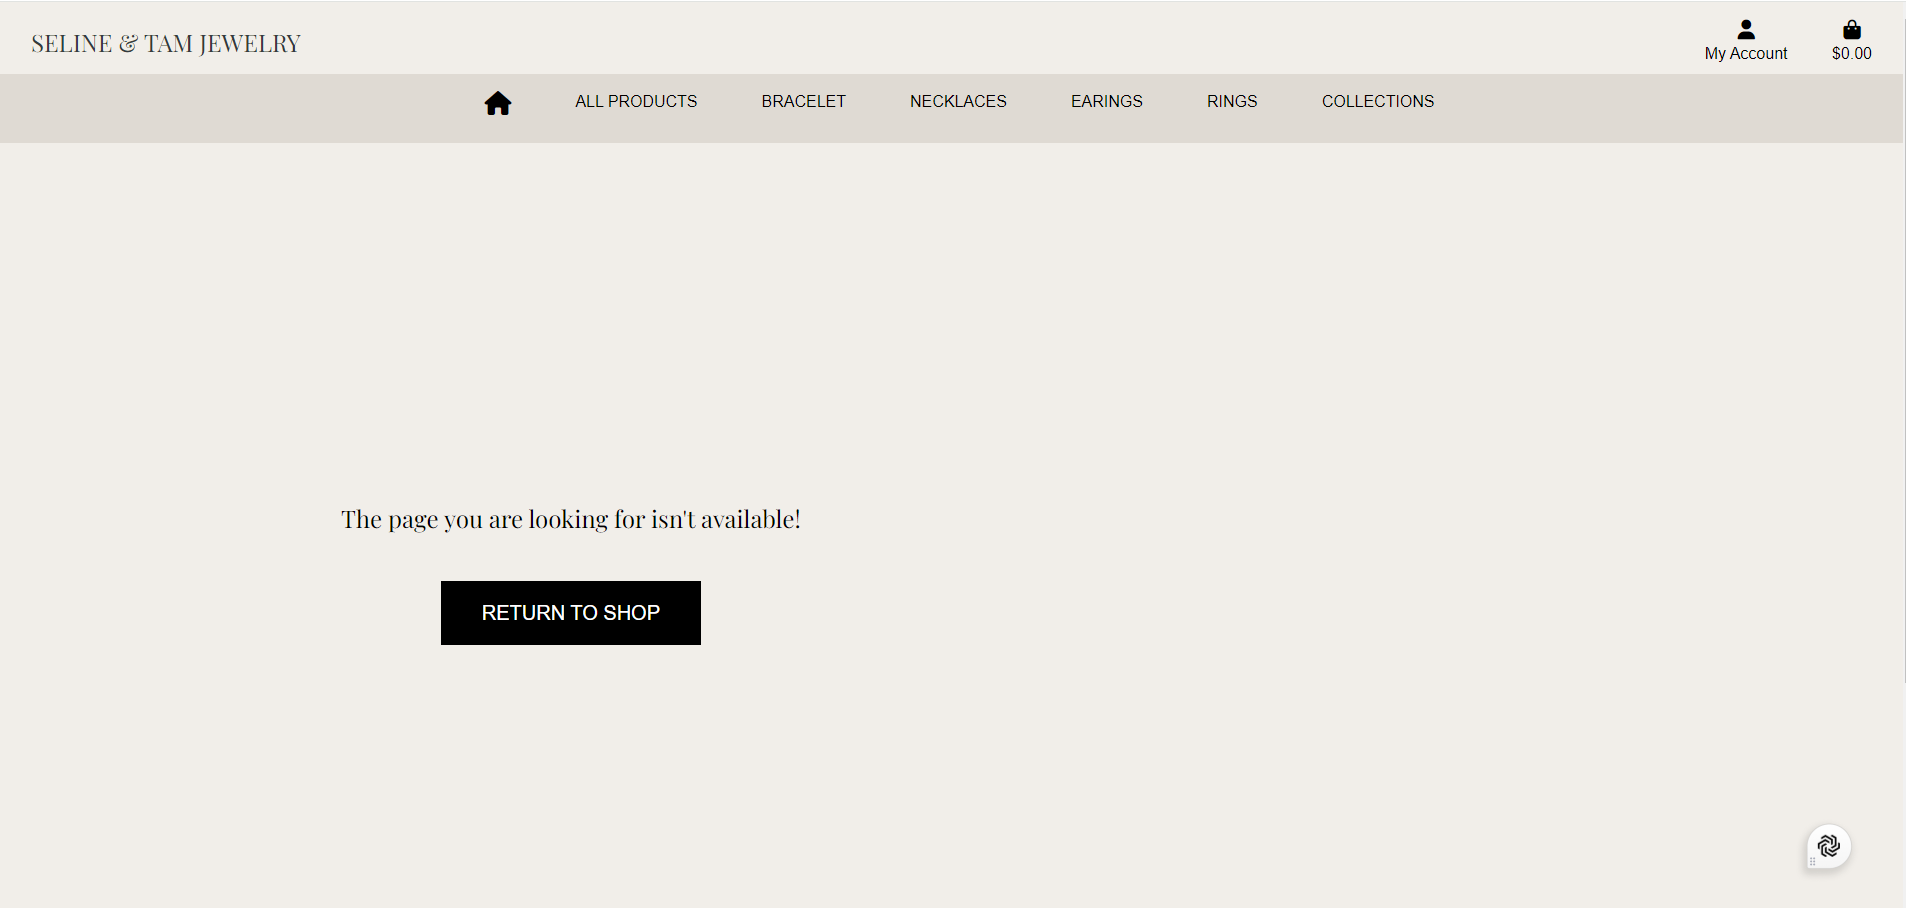 SELINE & TAM JEWELRY
My Account
$0.00
ALL PRODUCTS
BRACELET
NECKLACES
EARINGS
RINGS
COLLECTIONS
The page you are looking for isn't available!
RETURN TO SHOP